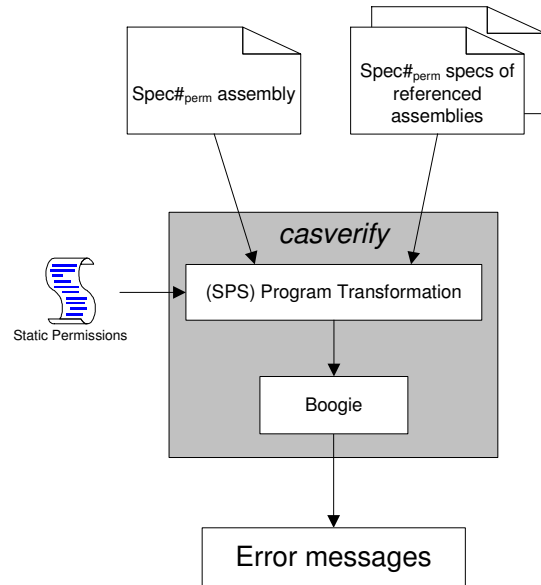 Spec#perm assembly
Spec#perm specs of
referenced
assemblies
casverify
(SPS) Program Transformation
Static Permissions
Boogie
Error messages